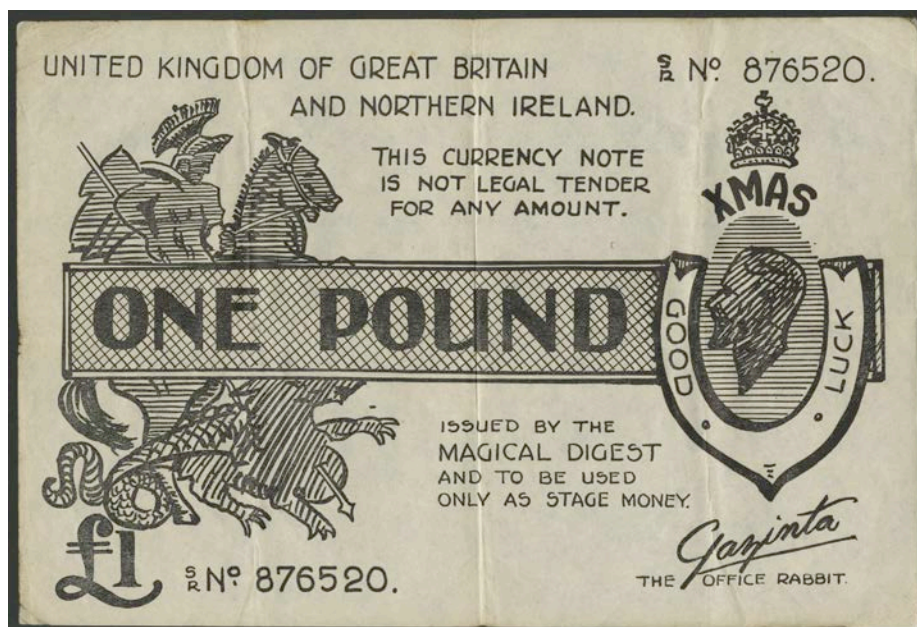 UNITED KINGDOM OF GREAT BRITAIN
AND NORTHERN IRELAND.
S/R Nº 876520.
THIS CURRENCY NOTE
IS NOT LEGAL TENDER
FOR ANY AMOUNT.
XMAS
ONE POUND
GOOD LUCK
ISSUED BY THE
MAGICAL DIGEST
AND TO BE USED
ONLY AS STAGE MONEY.
£1
S/R Nº 876520.
Gazinta
THE OFFICE RABBIT.